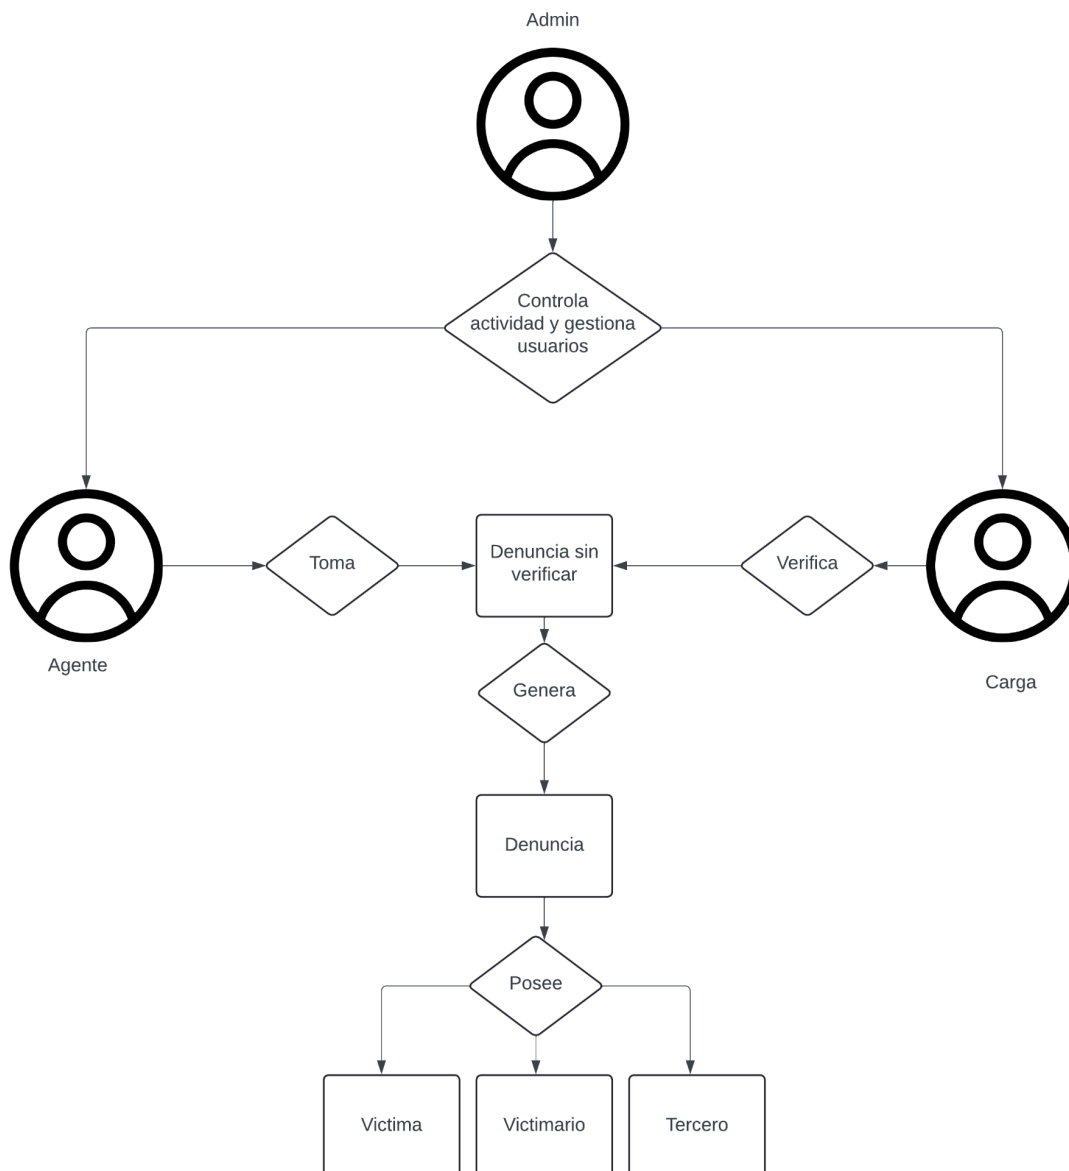 Admin
Controla
actividad y gestiona
usuarios
Toma
Denuncia sin
verificar
Verifica
Agente
Carga
Genera
Denuncia
Posee
Victima
Victimario
Tercero